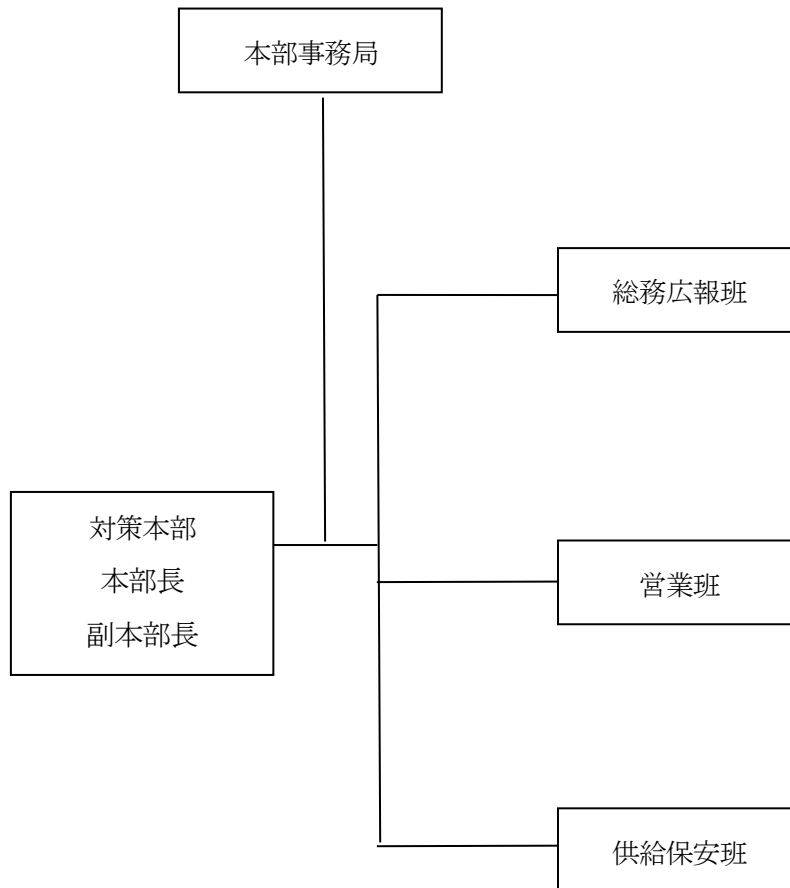 本部事務局
総務広報班
対策本部
本部長
副本部長
営業班
供給保安班